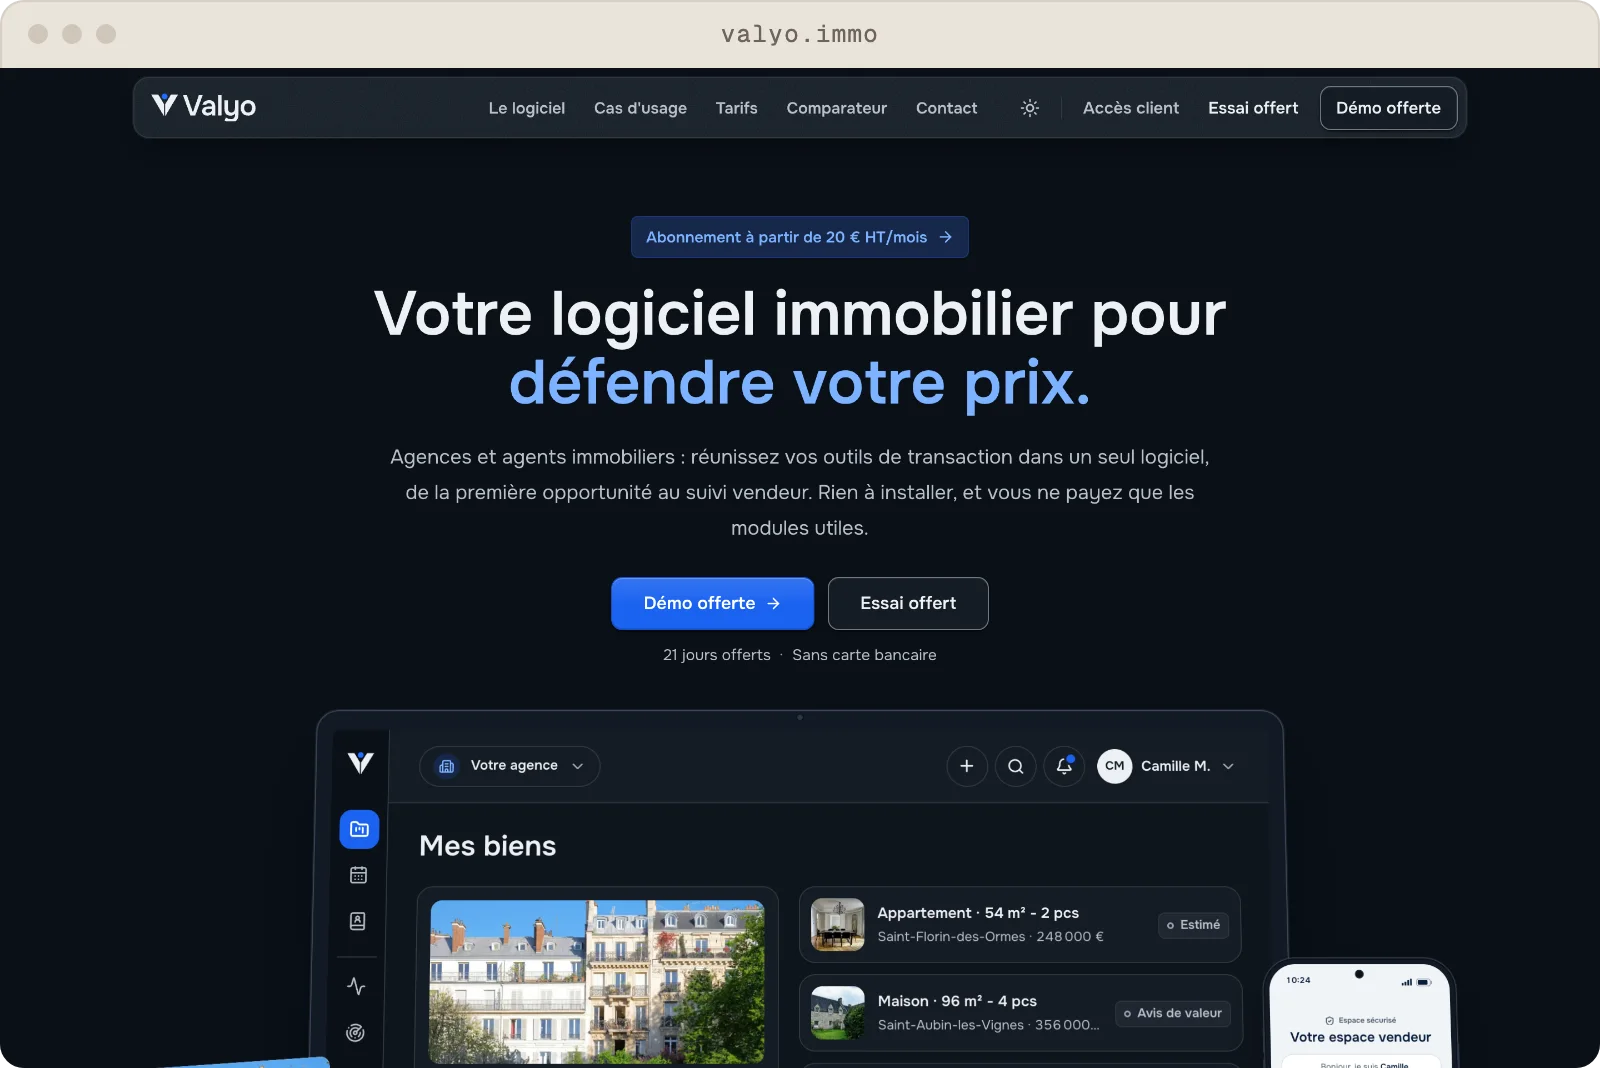 valyo.immo
Valyo
Le logiciel
Cas d'usage
Tarifs
Comparateur
Contact
Accès client
Essai offert
Démo offerte
Abonnement à partir de 20 € HT/mois
Votre logiciel immobilier pour
défendre votre prix.
Agences et agents immobiliers : réunissez vos outils de transaction dans un seul logiciel,
de la première opportunité au suivi vendeur. Rien à installer, et vous ne payez que les
modules utiles.
Démo offerte
Essai offert
21 jours offerts · Sans carte bancaire
Votre agence
CM
Camille M.
Mes biens
Appartement · 54 m² - 2 pcs
Saint-Florin-des-Ormes · 248 000 €
Estimé
Maison · 96 m² - 4 pcs
Saint-Aubin-les-Vignes · 356 000...
Avis de valeur
10:24
Espace sécurisé
Votre espace vendeur
Bonjour, je suis Camille